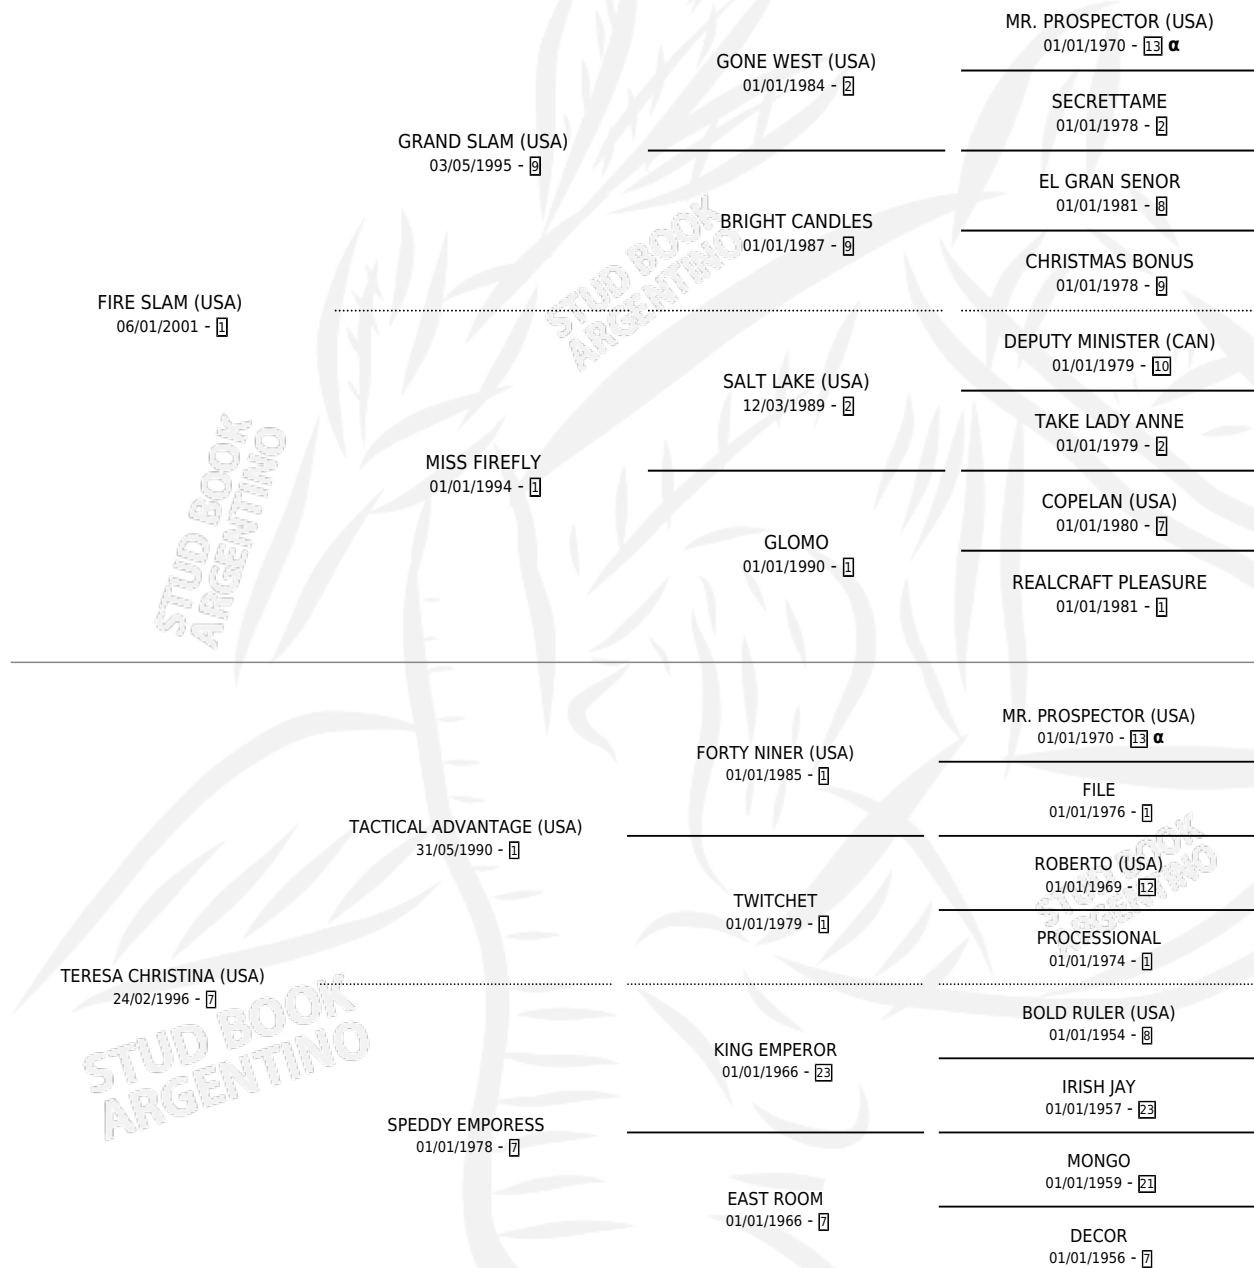 MR. PROSPECTOR (USA)
01/01/1970 - 13 α
GONE WEST (USA)
01/01/1984 - 2
SECRETTAME
01/01/1978 - 2
GRAND SLAM (USA)
03/05/1995 - 9
EL GRAN SENOR
01/01/1981 - 8
BRIGHT CANDLES
01/01/1987 - 9
CHRISTMAS BONUS
01/01/1978 - 9
FIRE SLAM (USA)
06/01/2001 - 1
DEPUTY MINISTER (CAN)
01/01/1979 - 10
SALT LAKE (USA)
12/03/1989 - 2
TAKE LADY ANNE
01/01/1979 - 2
MISS FIREFLY
01/01/1994 - 1
COPELAN (USA)
01/01/1980 - 7
GLOMO
01/01/1990 - 1
REALCRAFT PLEASURE
01/01/1981 - 1
MR. PROSPECTOR (USA)
01/01/1970 - 13 α
FORTY NINER (USA)
01/01/1985 - 1
FILE
01/01/1976 - 1
TACTICAL ADVANTAGE (USA)
31/05/1990 - 1
ROBERTO (USA)
01/01/1969 - 12
TWITCHET
01/01/1979 - 1
PROCESSIONAL
01/01/1974 - 1
TERESA CHRISTINA (USA)
24/02/1996 - 7
BOLD RULER (USA)
01/01/1954 - 8
KING EMPEROR
01/01/1966 - 23
IRISH JAY
01/01/1957 - 23
SPEDDY EMPORESS
01/01/1978 - 7
MONGO
01/01/1959 - 21
EAST ROOM
01/01/1966 - 7
DECOR
01/01/1956 - 7
STUD BOOK
ARGENTINO
STUD BOOK
ARGENTINO
STUD BOOK
ARGENTINO
STUD BOOK
ARGENTINO